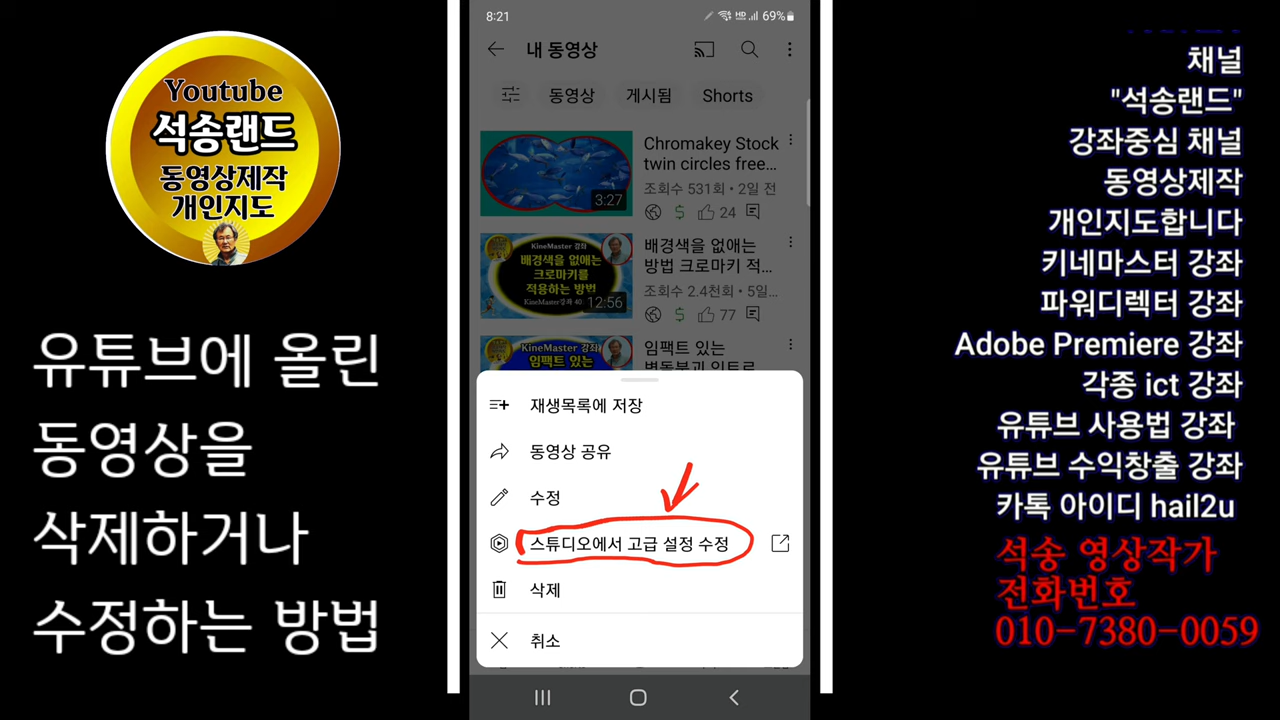 Youtube
석송랜드
동영상제작
개인지도
유튜브에 올린
동영상을
삭제하거나
수정하는 방법
8:21
69%
내 동영상
동영상
게시됨
Shorts
3:27
Chromakey Stock
twin circles free...
조회수 531회 • 2일 전
24
KineMaster 강좌
배경색을 없애는
크로마키를
적용하는 방법
KineMaster강좌 40
12:56
배경색을 없애는
방법 크로마키 적...
조회수 2.4천회 • 5일...
77
KineMaster 강좌
임팩트 있는
임팩트 있는
재생목록에 저장
동영상 공유
수정
스튜디오에서 고급 설정 수정
삭제
취소
채널
"석송랜드"
강좌중심 채널
동영상제작
개인지도합니다
키네마스터 강좌
파워디렉터 강좌
Adobe Premiere 강좌
각종 ict 강좌
유튜브 사용법 강좌
유튜브 수익창출 강좌
카톡 아이디 hail2u
석송 영상작가
전화번호
010-7380-0059